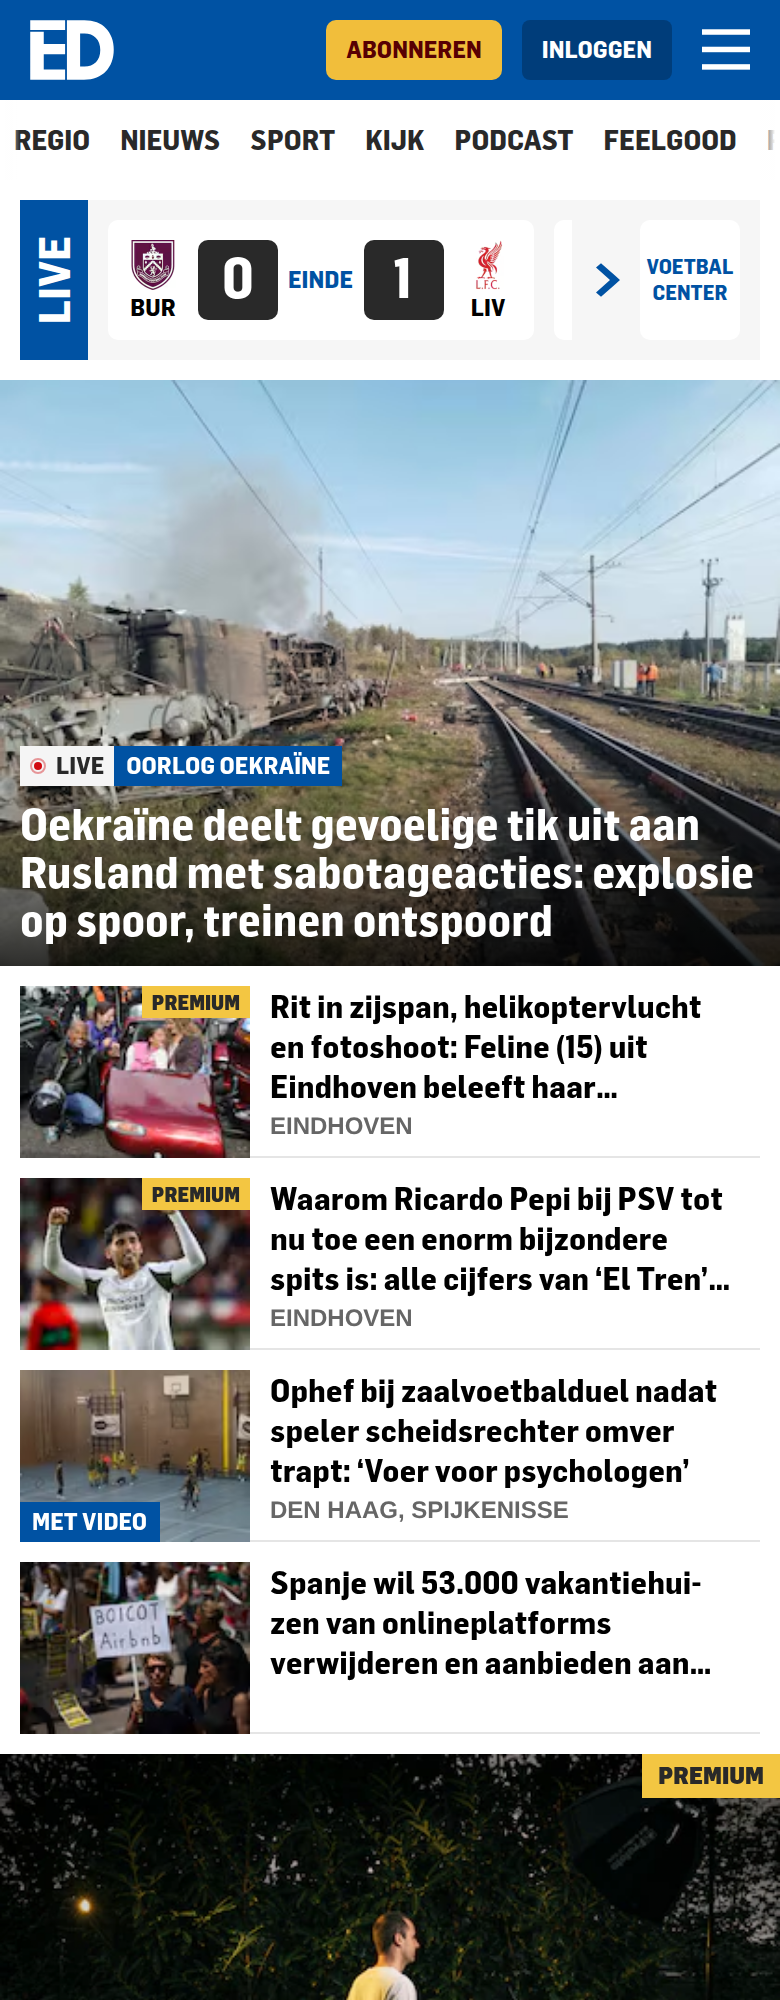 ED
ABONNEREN
INLOGGEN
REGIO NIEUWS SPORT KIJK PODCAST FEELGOOD
LIVE
BUR
0
EINDE
1
L.F.C.
LIV
VOETBAL
CENTER
LIVE
OORLOG OEKRAÏNE
Oekraïne deelt gevoelige tik uit aan
Rusland met sabotageacties: explosie
op spoor, treinen ontspoord
PREMIUM
Rit in zijspan, helikoptervlucht
en fotoshoot: Feline (15) uit
Eindhoven beleeft haar...
EINDHOVEN
PREMIUM
Waarom Ricardo Pepi bij PSV tot
nu toe een enorm bijzondere
spits is: alle cijfers van ‘El Tren’...
EINDHOVEN
MET VIDEO
Ophef bij zaalvoetbalduel nadat
speler scheidsrechter omver
trapt: ‘Voer voor psychologen’
DEN HAAG, SPIJKENISSE
BOICOT
Airbnb
Spanje wil 53.000 vakantiehui-
zen van onlineplatforms
verwijderen en aanbieden aan...
PREMIUM